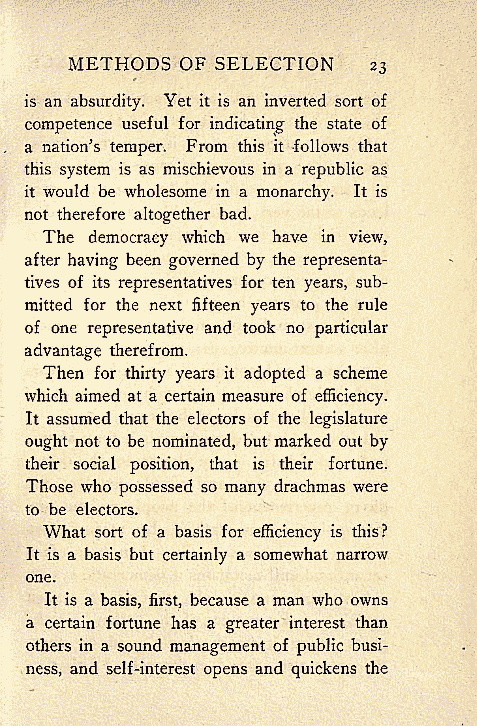 METHODS OF SELECTION 23
is an absurdity. Yet it is an inverted sort of
competence useful for indicating the state of
a nation's temper. From this it follows that
this system is as mischievous in a republic as
it would be wholesome in a monarchy. It is
not therefore altogether bad.
The democracy which we have in view,
after having been governed by the representa-
tives of its representatives for ten years, sub-
mitted for the next fifteen years to the rule
of one representative and took no particular
advantage therefrom.
Then for thirty years it adopted a scheme
which aimed at a certain measure of efficiency.
It assumed that the electors of the legislature
ought not to be nominated, but marked out by
their social position, that is their fortune.
Those who possessed so many drachmas were
to be electors.
What sort of a basis for efficiency is this?
It is a basis but certainly a somewhat narrow
one.
It is a basis, first, because a man who owns
a certain fortune has a greater interest than
others in a sound management of public busi-
ness, and self-interest opens and quickens the